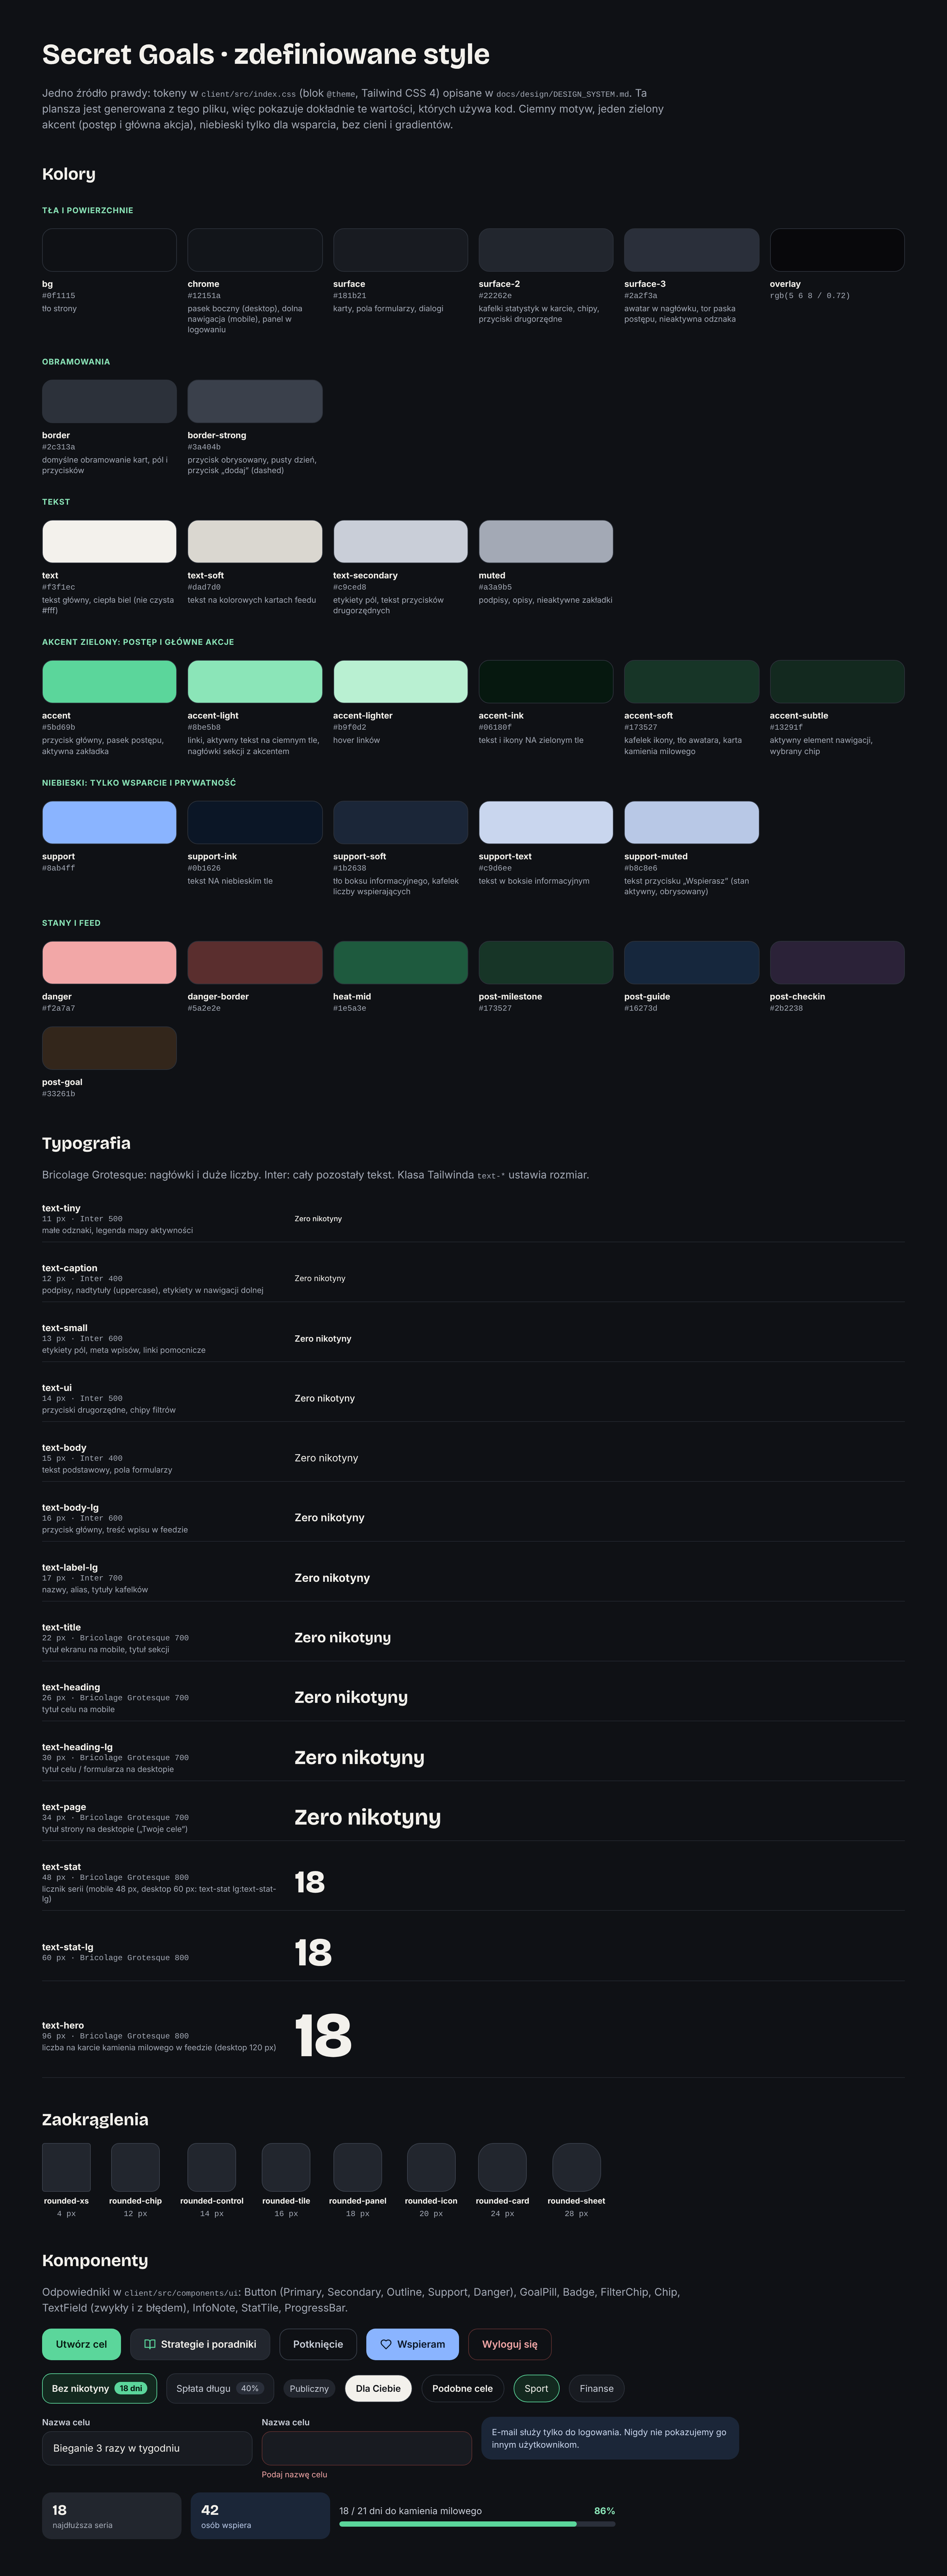 Secret Goals · zdefiniowane style
Jedno źródło prawdy: tokeny w client/src/index.css (blok @theme, Tailwind CSS 4) opisane w docs/design/DESIGN_SYSTEM.md. Ta
plansza jest generowana z tego pliku, więc pokazuje dokładnie te wartości, których używa kod. Ciemny motyw, jeden zielony
akcent (postęp i główna akcja), niebieski tylko dla wsparcia, bez cieni i gradientów.
Kolory
TŁA I POWIERZCHNIE
bg
#0f1115
tło strony
chrome
#12151a
pasek boczny (desktop), dolna
nawigacja (mobile), panel w
logowaniu
surface
#181b21
karty, pola formularzy, dialogi
surface-2
#22262e
kafelki statystyk w karcie, chipy,
przyciski drugorzędne
surface-3
#2a2f3a
awatar w nagłówku, tor paska
postępu, nieaktywna odznaka
overlay
rgb(5 6 8 / 0.72)
OBRAMOWANIA
border
#2c313a
domyślne obramowanie kart, pól i
przycisków
border-strong
#3a404b
przycisk obrysowany, pusty dzień,
przycisk „dodaj” (dashed)
TEKST
text
#f3f1ec
tekst główny, ciepła biel (nie czysta
#fff)
text-soft
#dad7d0
tekst na kolorowych kartach feedu
text-secondary
#c9ced8
etykiety pól, tekst przycisków
drugorzędnych
muted
#a3a9b5
podpisy, opisy, nieaktywne zakładki
AKCENT ZIELONY: POSTĘP I GŁÓWNE AKCJE
accent
#5bd69b
przycisk główny, pasek postępu,
aktywna zakładka
accent-light
#8be5b8
linki, aktywny tekst na ciemnym tle,
nagłówki sekcji z akcentem
accent-lighter
#b9f0d2
hover linków
accent-ink
#06180f
tekst i ikony NA zielonym tle
accent-soft
#173527
kafelek ikony, tło awatara, karta
kamienia milowego
accent-subtle
#13291f
aktywny element nawigacji,
wybrany chip
NIEBIESKI: TYLKO WSPARCIE I PRYWATNOŚĆ
support
#8ab4ff
support-ink
#0b1626
tekst NA niebieskim tle
support-soft
#1b2638
tło boksu informacyjnego, kafelek
liczby wspierających
support-text
#c9d6ee
tekst w boksie informacyjnym
support-muted
#b8c8e6
tekst przycisku „Wspierasz” (stan
aktywny, obrysowany)
STANY I FEED
danger
#f2a7a7
danger-border
#5a2e2e
heat-mid
#1e5a3e
post-milestone
#173527
post-guide
#16273d
post-checkin
#2b2238
post-goal
#33261b
Typografia
Bricolage Grotesque: nagłówki i duże liczby. Inter: cały pozostały tekst. Klasa Tailwinda text-* ustawia rozmiar.
text-tiny
11 px · Inter 500
małe odznaki, legenda mapy aktywności
Zero nikotyny
text-caption
12 px · Inter 400
podpisy, nadtytuły (uppercase), etykiety w nawigacji dolnej
Zero nikotyny
text-small
13 px · Inter 600
etykiety pól, meta wpisów, linki pomocnicze
Zero nikotyny
text-ui
14 px · Inter 500
przyciski drugorzędne, chipy filtrów
Zero nikotyny
text-body
15 px · Inter 400
tekst podstawowy, pola formularzy
Zero nikotyny
text-body-lg
16 px · Inter 600
przycisk główny, treść wpisu w feedzie
Zero nikotyny
text-label-lg
17 px · Inter 700
nazwy, alias, tytuły kafelków
Zero nikotyny
text-title
22 px · Bricolage Grotesque 700
tytuł ekranu na mobile, tytuł sekcji
Zero nikotyny
text-heading
26 px · Bricolage Grotesque 700
tytuł celu na mobile
Zero nikotyny
text-heading-lg
30 px · Bricolage Grotesque 700
tytuł celu / formularza na desktopie
Zero nikotyny
text-page
34 px · Bricolage Grotesque 700
tytuł strony na desktopie („Twoje cele”)
Zero nikotyny
text-stat
48 px · Bricolage Grotesque 800
licznik serii (mobile 48 px, desktop 60 px: text-stat lg:text-stat-
lg)
18
text-stat-lg
60 px · Bricolage Grotesque 800
18
text-hero
96 px · Bricolage Grotesque 800
liczba na karcie kamienia milowego w feedzie (desktop 120 px)
18
Zaokrąglenia
rounded-xs
4 px
rounded-chip
12 px
rounded-control
14 px
rounded-tile
16 px
rounded-panel
18 px
rounded-icon
20 px
rounded-card
24 px
rounded-sheet
28 px
Komponenty
Odpowiedniki w client/src/components/ui: Button (Primary, Secondary, Outline, Support, Danger), GoalPill, Badge, FilterChip, Chip,
TextField (zwykły i z błędem), InfoNote, StatTile, ProgressBar.
Utwórz cel
Strategie i poradniki
Potknięcie
Wspieram
Wyloguj się
Bez nikotyny 18 dni
Spłata długu 40%
Publiczny
Dla Ciebie
Podobne cele
Sport
Finanse
Nazwa celu
Bieganie 3 razy w tygodniu
Nazwa celu
Podaj nazwę celu
E-mail służy tylko do logowania. Nigdy nie pokazujemy go
innym użytkownikom.
18
najdłuższa seria
42
osób wspiera
18 / 21 dni do kamienia milowego 86%